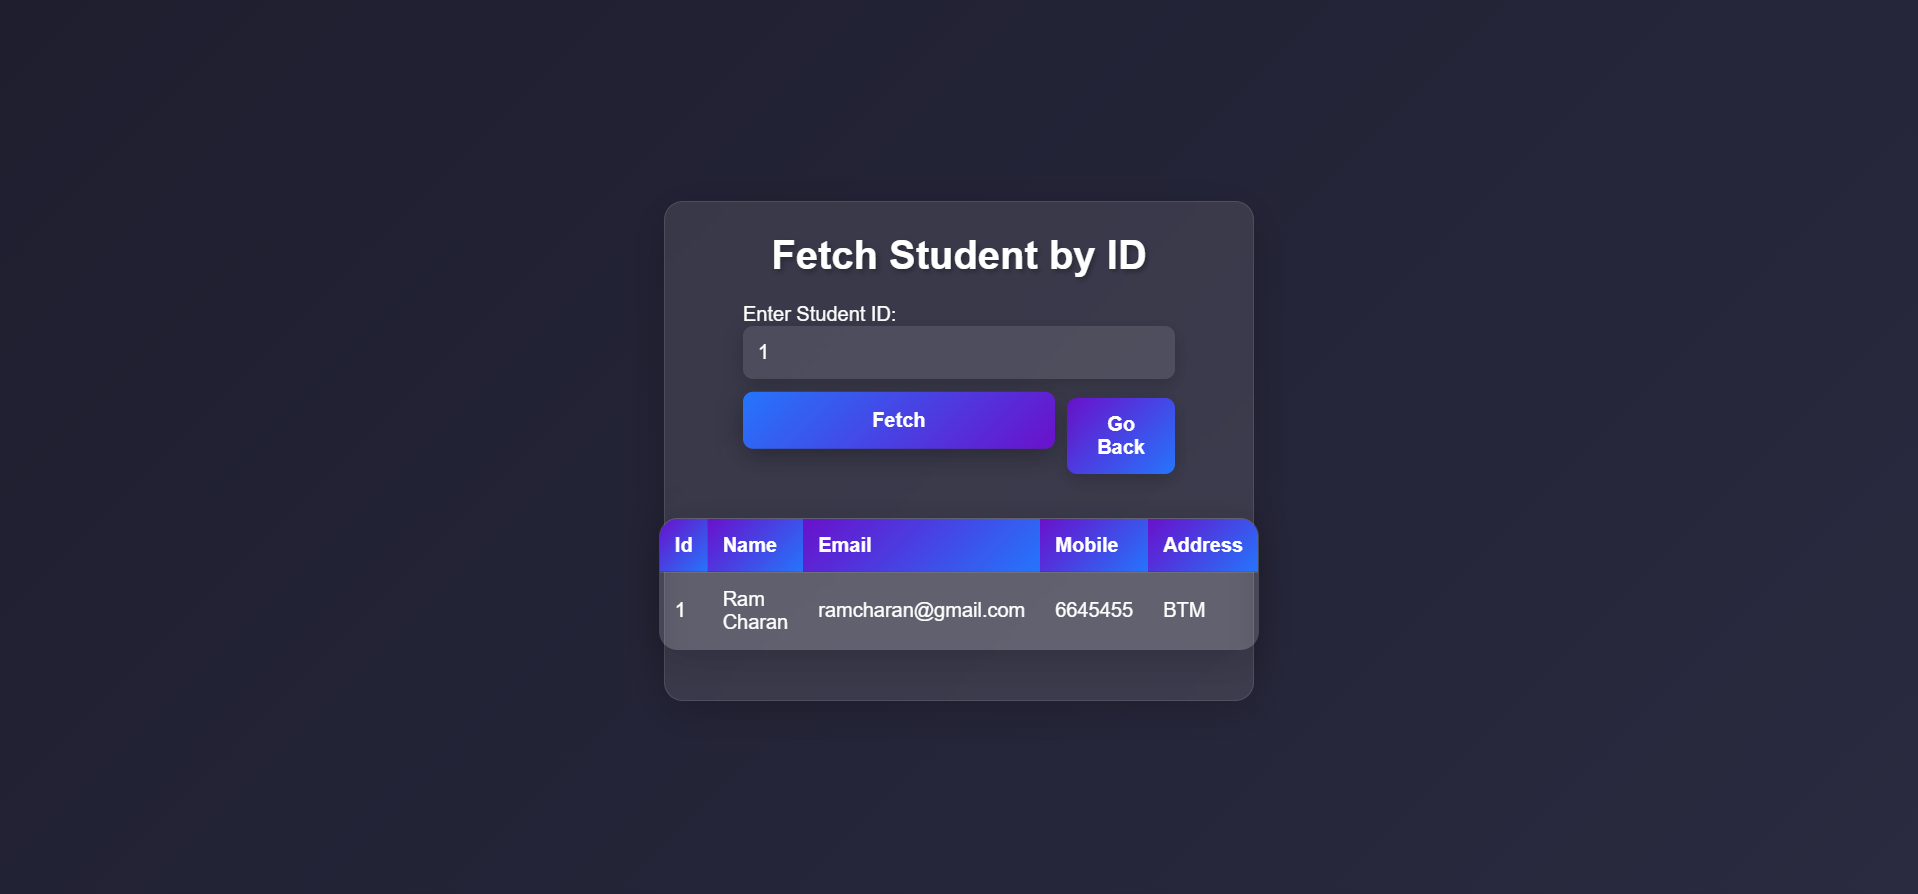 Fetch Student by ID
Enter Student ID:
1
Fetch
Go
Back
Id Name Email Mobile Address
1 Ram Charan ramcharan@gmail.com 6645455 BTM